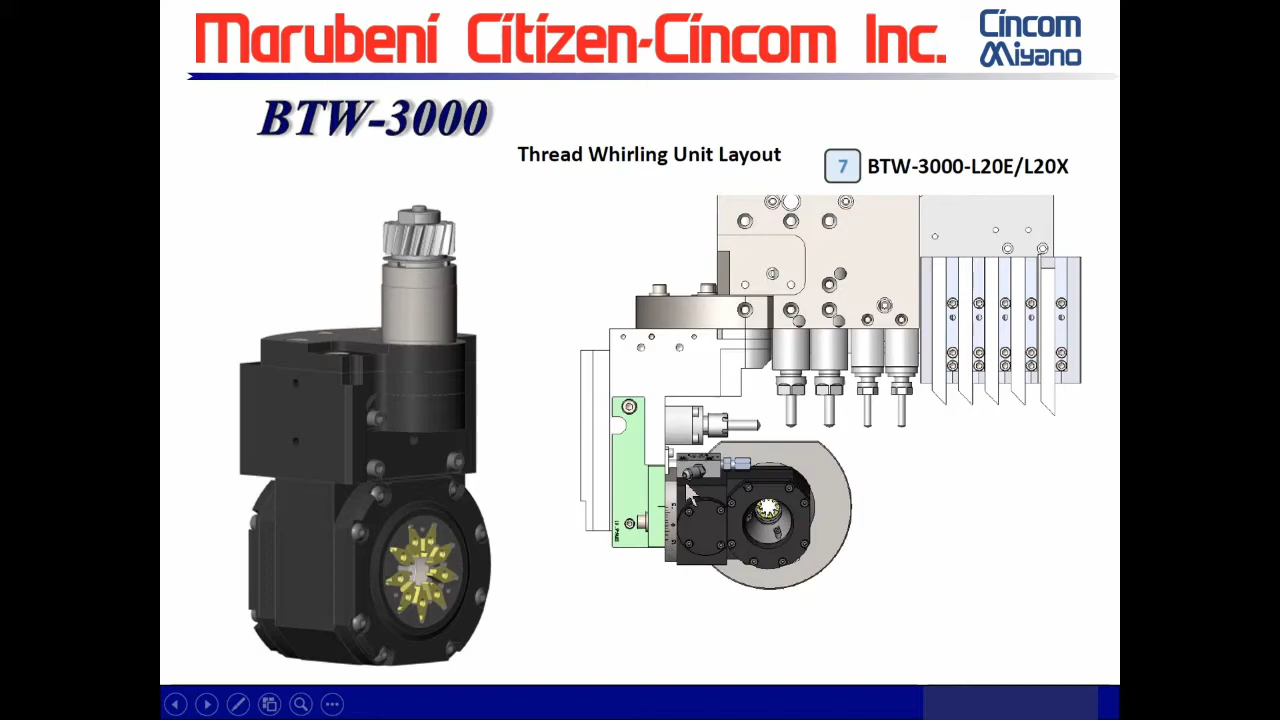 Marubeni Citizen-Cincom Inc.
Cincom
Miyano
BTW-3000
Thread Whirling Unit Layout
7 BTW-3000-L20E/L20X